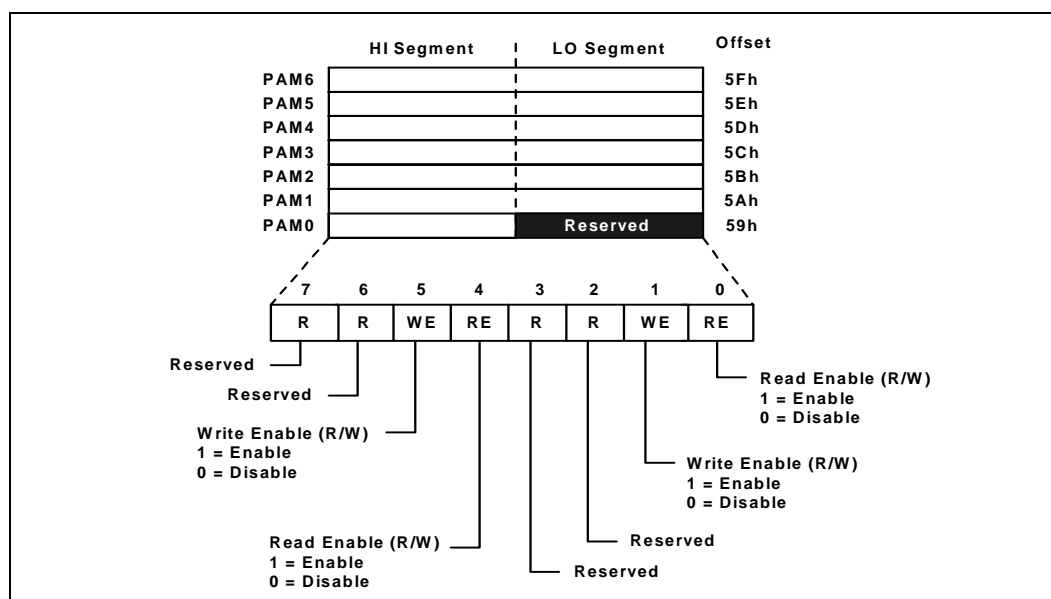 HI Segment LO Segment Offset
PAM6 5Fh
PAM5 5Eh
PAM4 5Dh
PAM3 5Ch
PAM2 5Bh
PAM1 5Ah
PAM0 Reserved 59h
7 6 5 4 3 2 1 0
R R WE RE R R WE RE
Reserved
Reserved
Write Enable (R/W)
1 = Enable
0 = Disable
Read Enable (R/W)
1 = Enable
0 = Disable
Reserved
Reserved
Write Enable (R/W)
1 = Enable
0 = Disable
Read Enable (R/W)
1 = Enable
0 = Disable